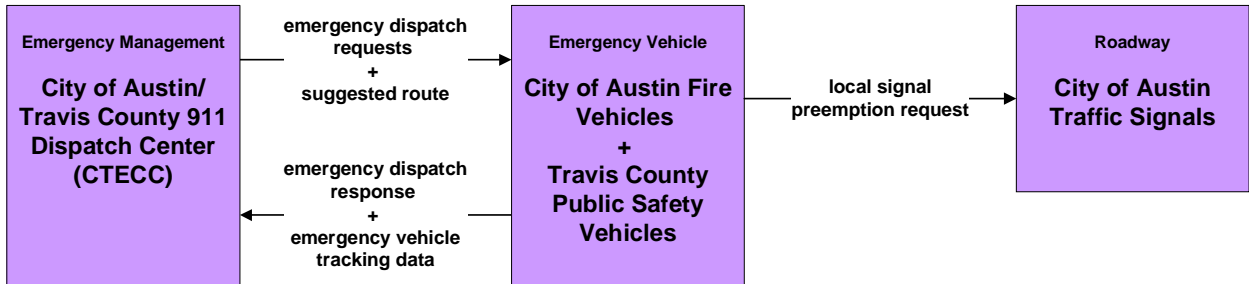 Emergency Management
City of Austin/
Travis County 911
Dispatch Center
(CTECC)
emergency dispatch
requests
+
suggested route
emergency dispatch
response
+
emergency vehicle
tracking data
Emergency Vehicle
City of Austin Fire
Vehicles
+
Travis County
Public Safety
Vehicles
local signal
preemption request
Roadway
City of Austin
Traffic Signals